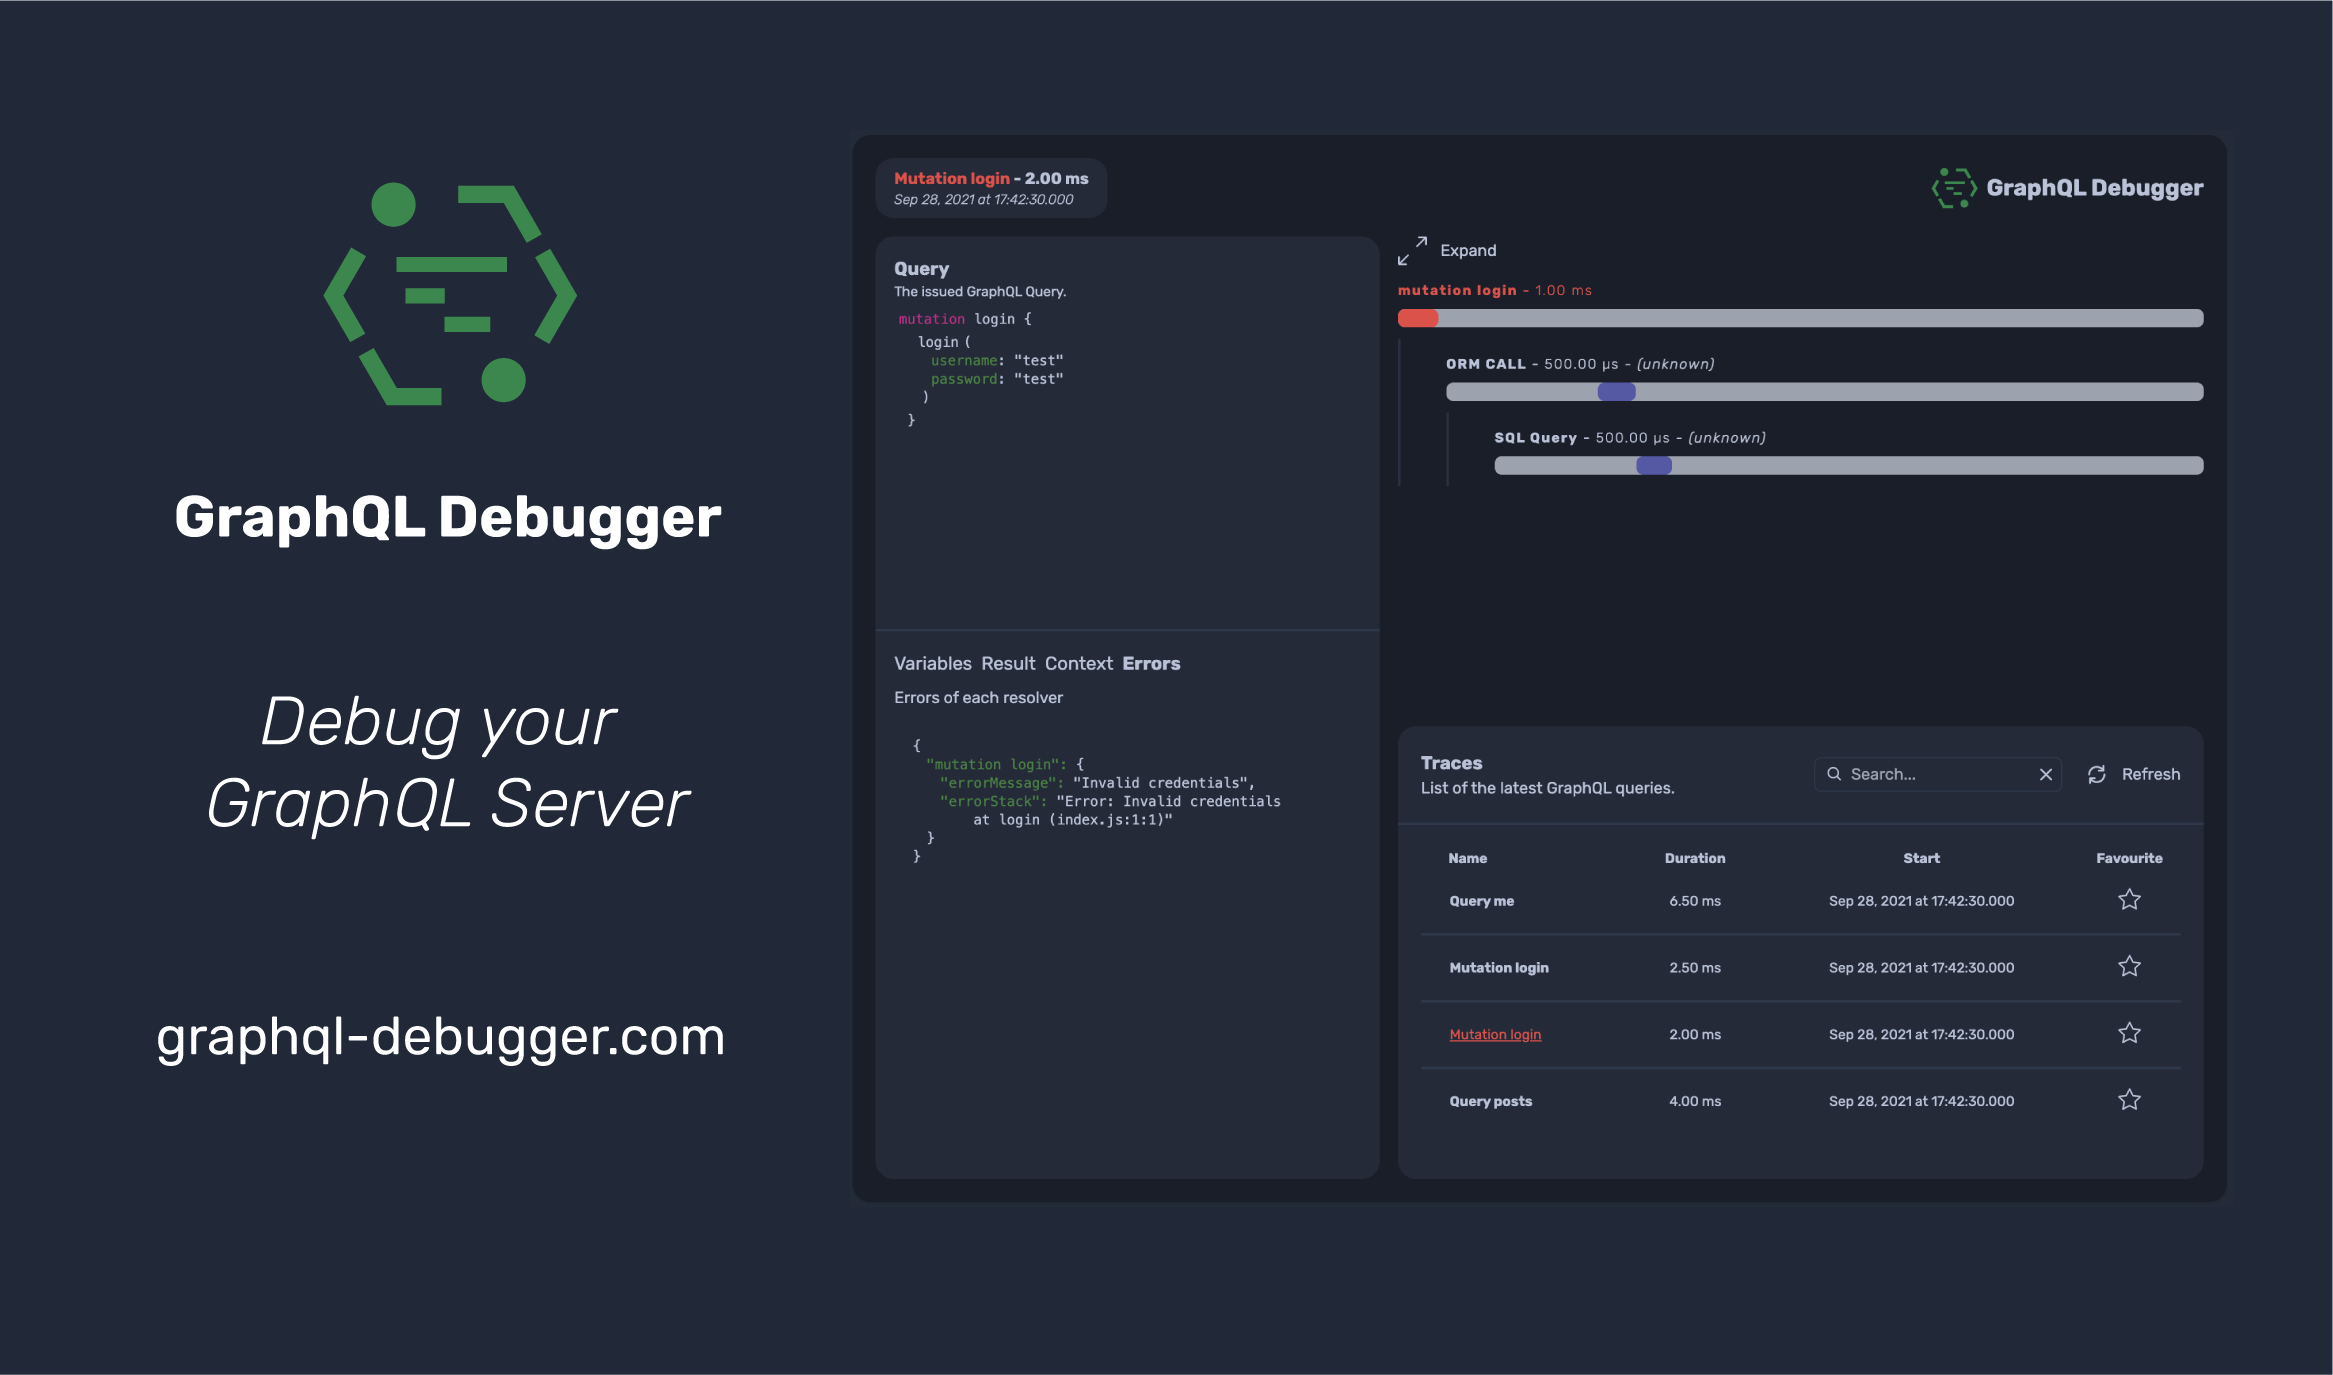 GraphQL Debugger
Debug your
GraphQL Server
graphql-debugger.com
Mutation login - 2.00 ms
Sep 28, 2021 at 17:42:30.000
GraphQL Debugger
Query
The issued GraphQL Query.
mutation login {
login (
username: "test"
password: "test"
)
}
Variables Result Context Errors
Errors of each resolver
{
"mutation login": {
"errorMessage": "Invalid credentials",
"errorStack": "Error: Invalid credentials
at login (index.js:1:1)"
}
}
Expand
mutation login - 1.00 ms
ORM CALL - 500.00 µs - (unknown)
SQL Query - 500.00 µs - (unknown)
Traces
List of the latest GraphQL queries.
Search...
Refresh
Name Duration Start Favourite
Query me 6.50 ms Sep 28, 2021 at 17:42:30.000
Mutation login 2.50 ms Sep 28, 2021 at 17:42:30.000
Mutation login 2.00 ms Sep 28, 2021 at 17:42:30.000
Query posts 4.00 ms Sep 28, 2021 at 17:42:30.000